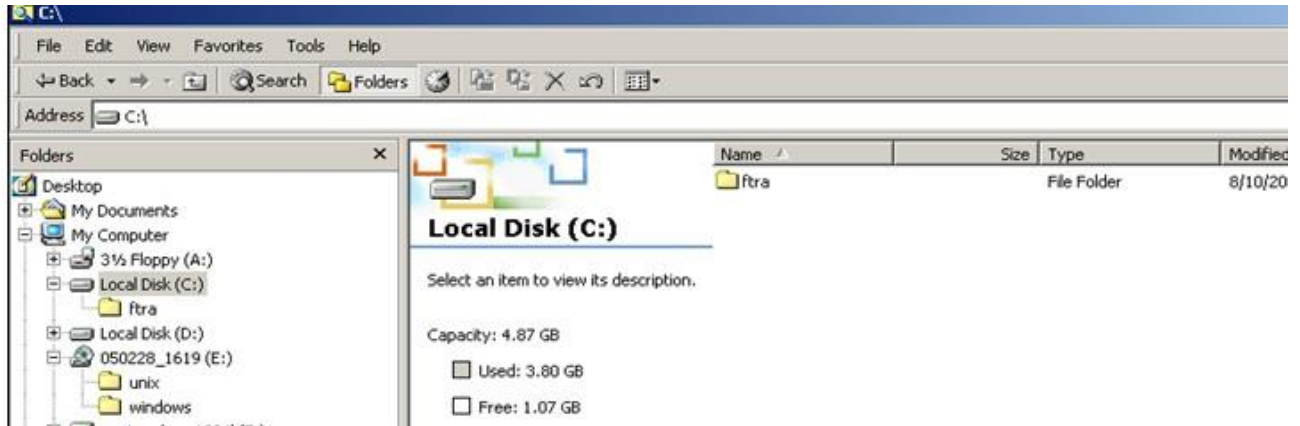 C:\
File Edit View Favorites Tools Help
Back Search Folders
Address C:\
Folders
Desktop
My Documents
My Computer
3½ Floppy (A:)
Local Disk (C:)
ftra
Local Disk (D:)
050228_1619 (E:)
unix
windows
Local Disk (C:)
Select an item to view its description.
Capacity: 4.87 GB
Used: 3.80 GB
Free: 1.07 GB
Name Size Type Modified
ftra File Folder 8/10/20